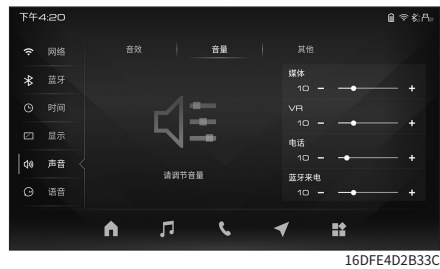 下午4:20
网络
蓝牙
时间
显示
声音
语音
音效 音量 其他
请调节音量
媒体
10 − +
VR
10 − +
电话
10 − +
蓝牙来电
10 − +
16DFE4D2B33C